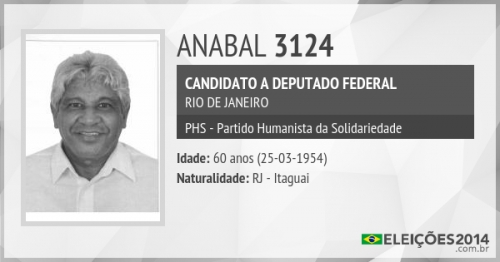 ANABAL 3124
CANDIDATO A DEPUTADO FEDERAL
RIO DE JANEIRO
PHS - Partido Humanista da Solidariedade
Idade: 60 anos (25-03-1954)
Naturalidade: RJ - Itaguai
ELEIÇÕES2014
.com.br